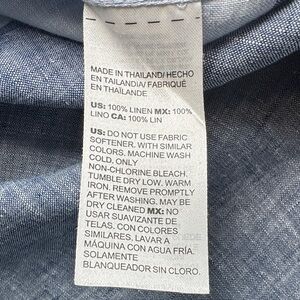 MADE IN THAILAND/ HECHO
EN TAILANDIA/ FABRIQUÉ
EN THAÏLANDE
US: 100% LINEN MX: 100%
LINO CA: 100% LIN
US: DO NOT USE FABRIC
SOFTENER. WITH SIMILAR
COLORS. MACHINE WASH
COLD. ONLY
NON-CHLORINE BLEACH.
TUMBLE DRY LOW. WARM
IRON. REMOVE PROMPTLY
AFTER WASHING. MAY BE
DRY CLEANED MX: NO
USAR SUAVIZANTE DE
TELAS. CON COLORES
SIMILARES. LAVAR A
MÁQUINA CON AGUA FRÍA.
SOLAMENTE
BLANQUEADOR SIN CLORO.